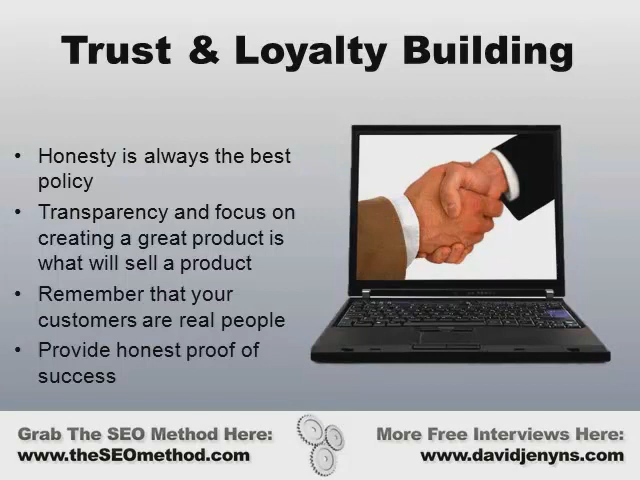 Trust & Loyalty Building
• Honesty is always the best
policy
• Transparency and focus on
creating a great product is
what will sell a product
• Remember that your
customers are real people
• Provide honest proof of
success
Grab The SEO Method Here:
www.theSEOmethod.com
More Free Interviews Here:
www.davidjenyns.com